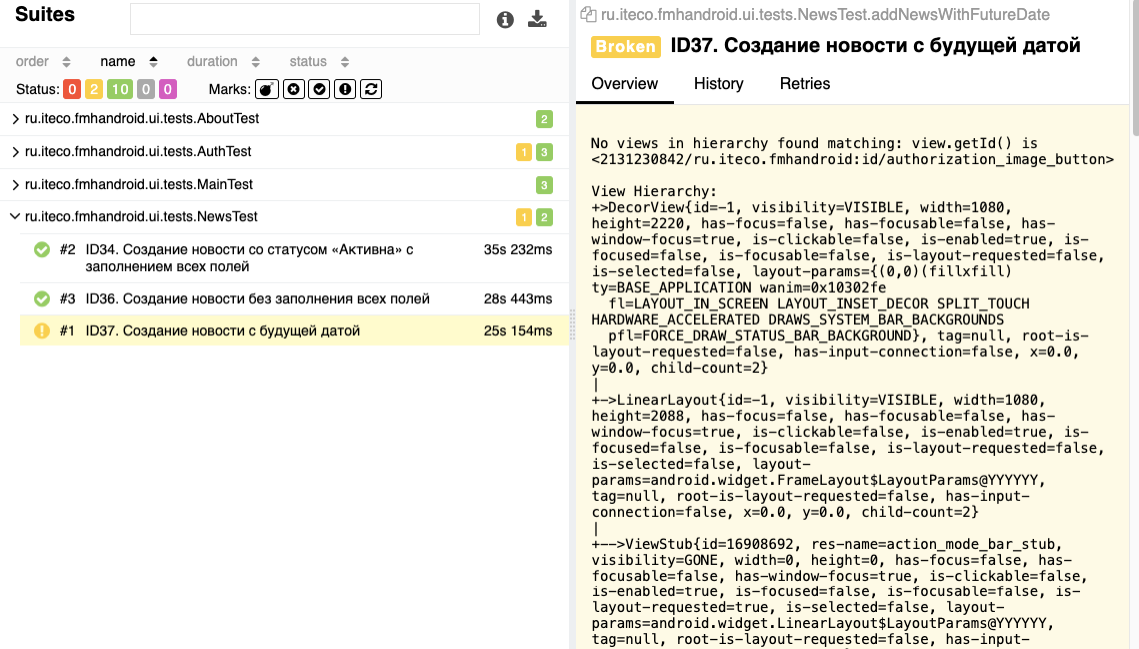 Suites
order name duration status
Status: 0 2 10 0 0 Marks:
ru.iteco.fmhandroid.ui.tests.AboutTest 2
ru.iteco.fmhandroid.ui.tests.AuthTest 1 3
ru.iteco.fmhandroid.ui.tests.MainTest 3
ru.iteco.fmhandroid.ui.tests.NewsTest 1 2
#2 ID34. Создание новости со статусом «Активна» с 35s 232ms
заполнением всех полей
#3 ID36. Создание новости без заполнения всех полей 28s 443ms
#1 ID37. Создание новости с будущей датой 25s 154ms
ru.iteco.fmhandroid.ui.tests.NewsTest.addNewsWithFutureDate
Broken ID37. Создание новости с будущей датой
Overview History Retries
No views in hierarchy found matching: view.getId() is
<2131230842/ru.iteco.fmhandroid:id/authorization_image_button>
View Hierarchy:
+>DecorView{id=-1, visibility=VISIBLE, width=1080,
height=2220, has-focus=false, has-focusable=false, has-
window-focus=true, is-clickable=false, is-enabled=true, is-
focused=false, is-focusable=false, is-layout-requested=false,
is-selected=false, layout-params={(0,0)(fillxfill)
ty=BASE_APPLICATION wanim=0x10302fe
fl=LAYOUT_IN_SCREEN LAYOUT_INSET_DECOR SPLIT_TOUCH
HARDWARE_ACCELERATED DRAWS_SYSTEM_BAR_BACKGROUNDS
pfl=FORCE_DRAW_STATUS_BAR_BACKGROUND}, tag=null, root-is-
layout-requested=false, has-input-connection=false, x=0.0,
y=0.0, child-count=2}
|
+->LinearLayout{id=-1, visibility=VISIBLE, width=1080,
height=2088, has-focus=false, has-focusable=false, has-
window-focus=true, is-clickable=false, is-enabled=true, is-
focused=false, is-focusable=false, is-layout-requested=false,
is-selected=false, layout-
params=android.widget.FrameLayout$LayoutParams@YYYYYY,
tag=null, root-is-layout-requested=false, has-input-
connection=false, x=0.0, y=0.0, child-count=2}
|
+-->ViewStub{id=16908692, res-name=action_mode_bar_stub,
visibility=GONE, width=0, height=0, has-focus=false, has-
focusable=false, has-window-focus=true, is-clickable=false,
is-enabled=true, is-focused=false, is-focusable=false, is-
layout-requested=true, is-selected=false, layout-
params=android.widget.LinearLayout$LayoutParams@YYYYYY,
tag=null, root-is-layout-requested=false, has-input-